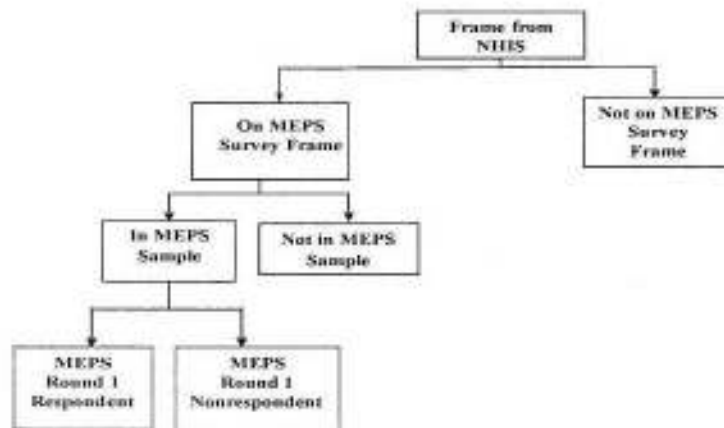 Frame from
NHIS
On MEPS
Survey Frame
Not on MEPS
Survey
Frame
In MEPS
Sample
Not in MEPS
Sample
MEPS
Round 1
Respondent
MEPS
Round 1
Nonrespondent